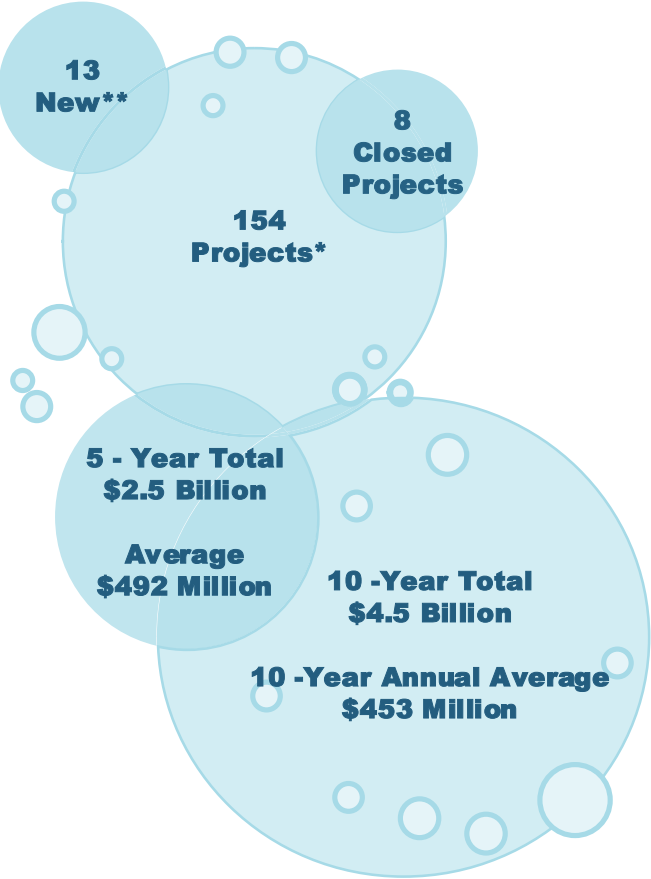 13
New**
8
Closed
Projects
154
Projects*
5 - Year Total
$2.5 Billion
Average
$492 Million
10 -Year Total
$4.5 Billion
10 -Year Annual Average
$453 Million